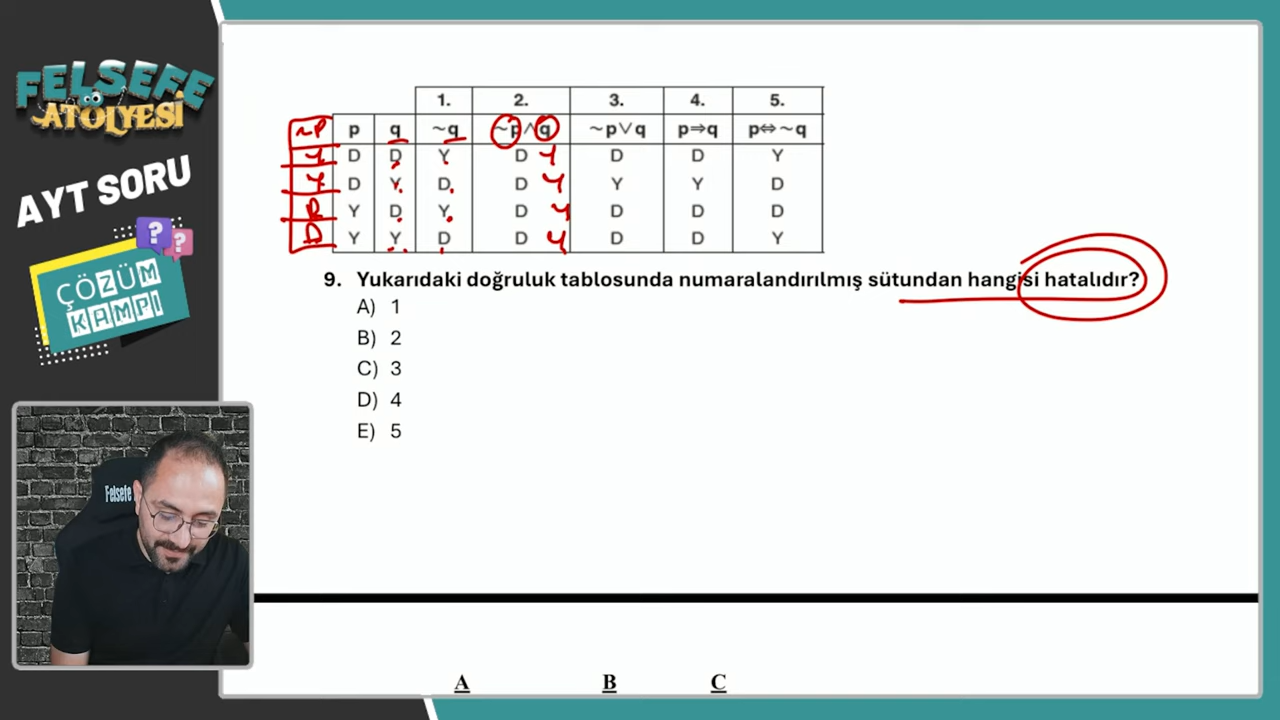 FELSEFE
ATÖLYESİ
AYT SORU
? ?
ÇÖZÜM
KAMPI
Felsefe
1. 2. 3. 4. 5.
~p p q ~q ~p∧q ~p∨q p⇒q p⇔~q
Y D D Y D Y D D Y
Y D Y D D Y Y Y D
D Y D Y D Y D D D
D Y Y D D Y D D Y
9. Yukarıdaki doğruluk tablosunda numaralandırılmış sütundan hangisi hatalıdır?
A) 1
B) 2
C) 3
D) 4
E) 5
A B C